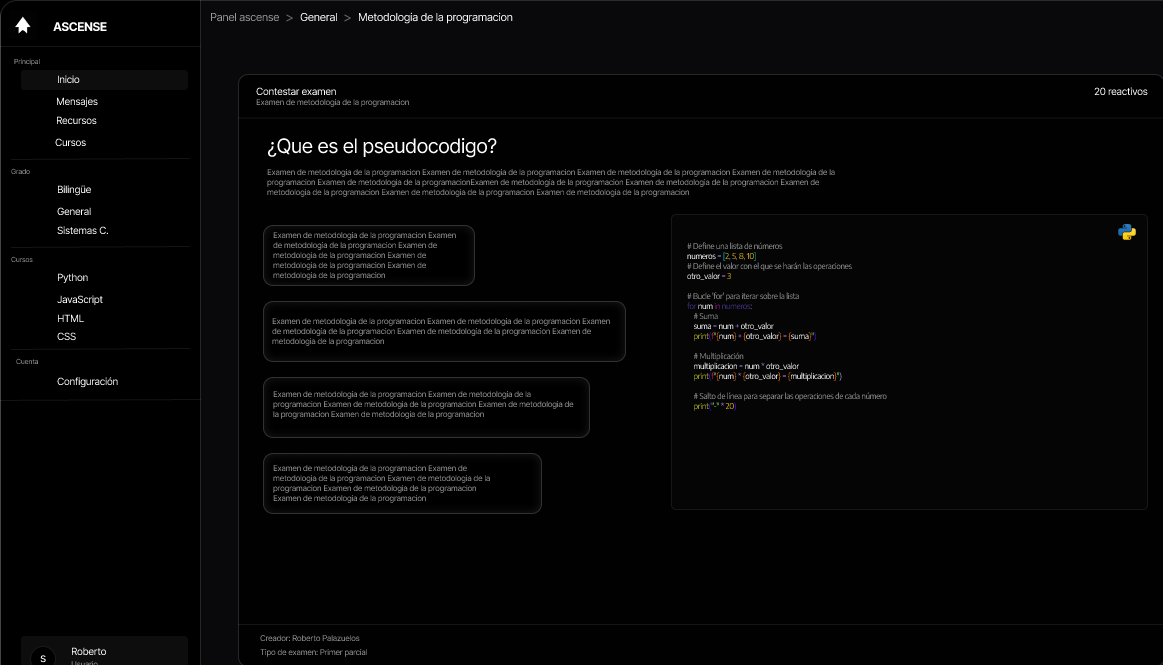 ASCENSE
Panel ascense > General > Metodologia de la programacion
Principal
Inicio
Mensajes
Recursos
Cursos
Grado
Bilingüe
General
Sistemas C.
Cursos
Python
JavaScript
HTML
CSS
Cuenta
Configuración
S
Roberto
Usuario
Contestar examen
Examen de metodologia de la programacion
20 reactivos
¿Que es el pseudocodigo?
Examen de metodologia de la programacion Examen de metodologia de la programacion Examen de metodologia de la programacion Examen de metodologia de la
programacion Examen de metodologia de la programacionExamen de metodologia de la programacion Examen de metodologia de la programacion Examen de
metodologia de la programacion Examen de metodologia de la programacion Examen de metodologia de la programacion
Examen de metodologia de la programacion Examen
de metodologia de la programacion Examen de
metodologia de la programacion Examen de
metodologia de la programacion Examen de
metodologia de la programacion
Examen de metodologia de la programacion Examen de metodologia de la programacion Examen
de metodologia de la programacion Examen de metodologia de la programacion Examen de
metodologia de la programacion
Examen de metodologia de la programacion Examen de metodologia de la
programacion Examen de metodologia de la programacion Examen de metodologia de
la programacion Examen de metodologia de la programacion
Examen de metodologia de la programacion Examen de
metodologia de la programacion Examen de metodologia de la
programacion Examen de metodologia de la programacion
Examen de metodologia de la programacion
# Define una lista de números
numeros = [2, 5, 8, 10]
# Define el valor con el que se harán las operaciones
otro_valor = 3
# Bucle 'for' para iterar sobre la lista
for num in numeros:
# Suma
suma = num + otro_valor
print(f"{num} + {otro_valor} = {suma}")
# Multiplicación
multiplicacion = num * otro_valor
print(f"{num} * {otro_valor} = {multiplicacion}")
# Salto de línea para separar las operaciones de cada número
print("-" * 20)
Creador: Roberto Palazuelos
Tipo de examen: Primer parcial